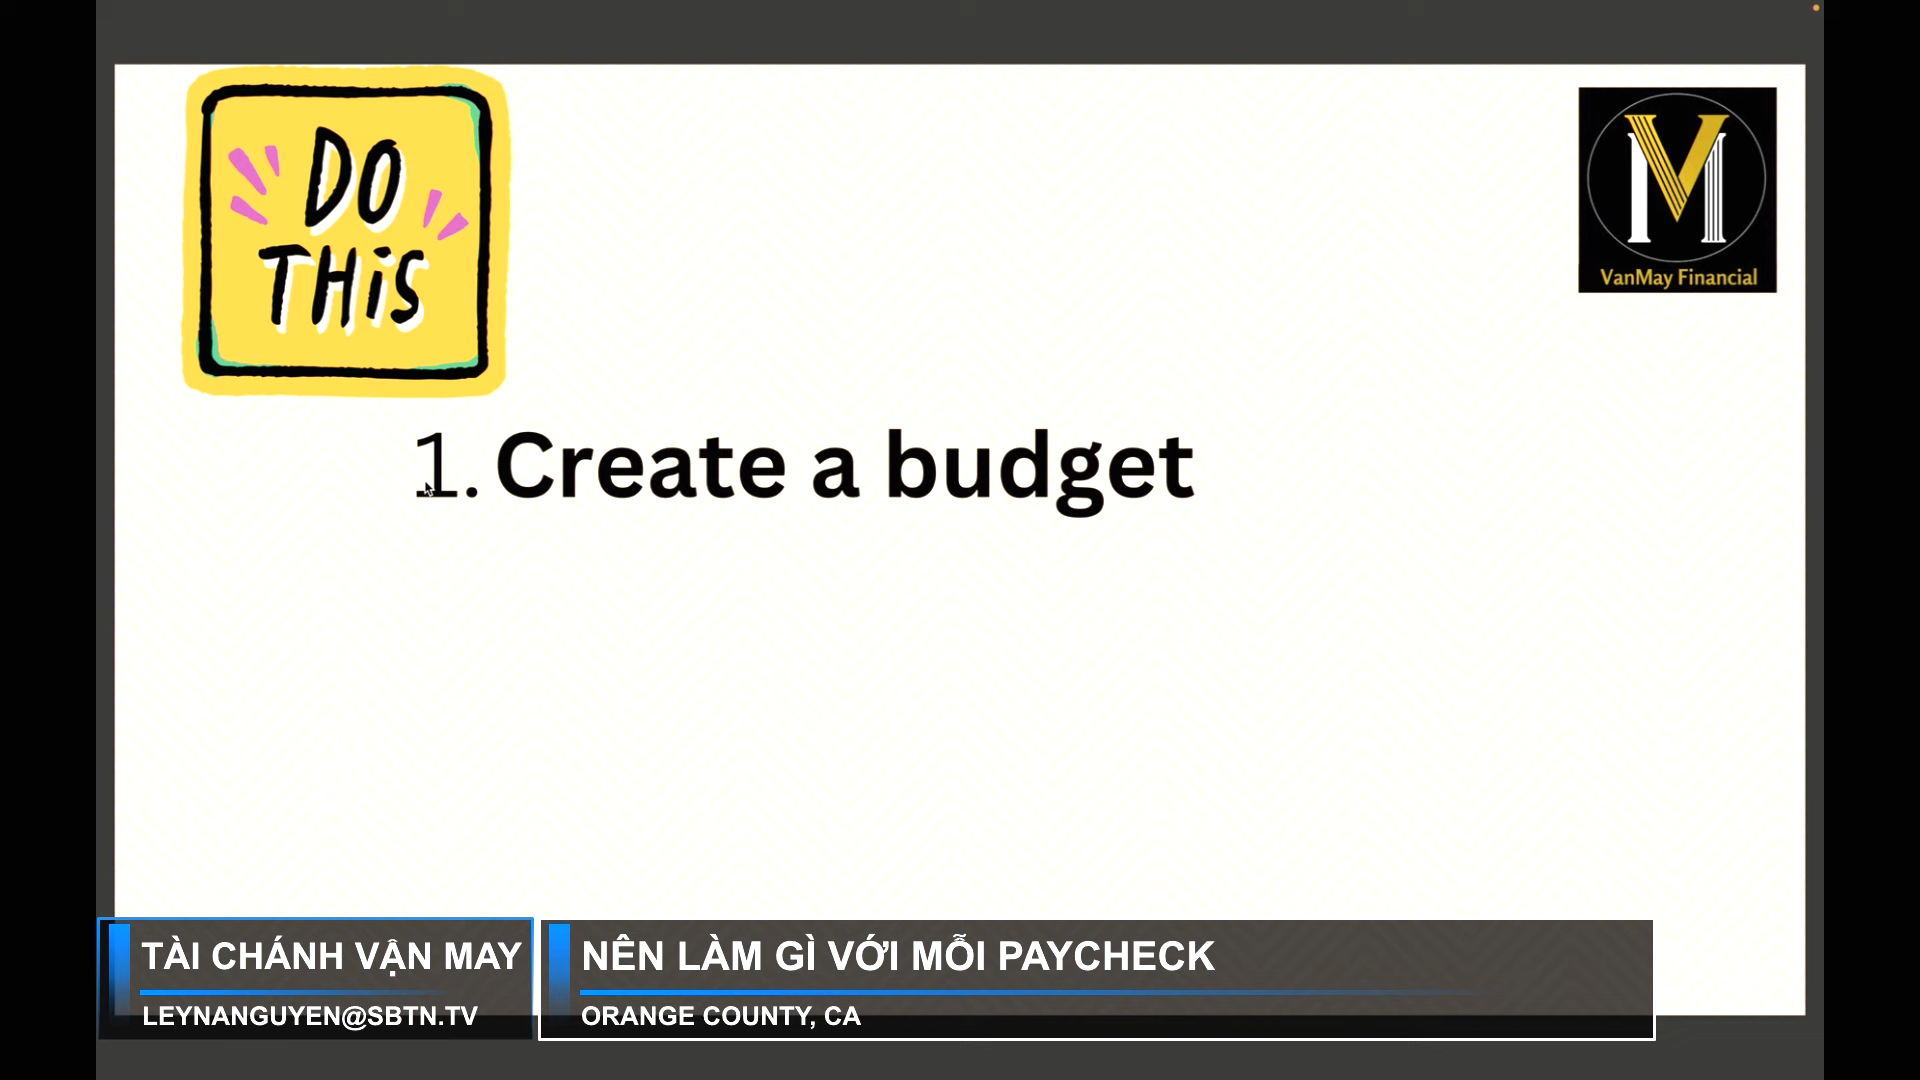 DO
THiS
VM
VanMay Financial
1. Create a budget
TÀI CHÁNH VẬN MAY
LEYNANGUYEN@SBTN.TV
NÊN LÀM GÌ VỚI MỖI PAYCHECK
ORANGE COUNTY, CA